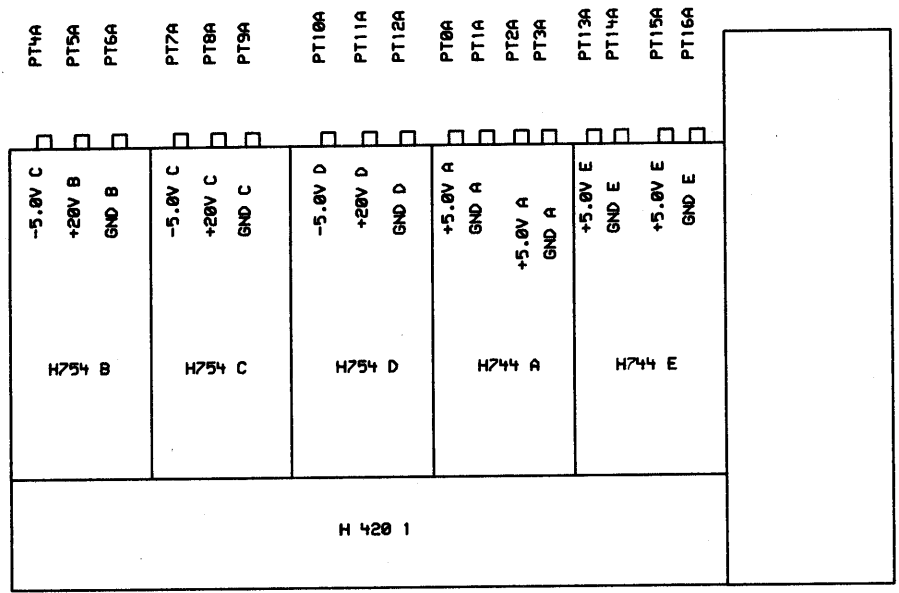 PT4A
PT5A
PT6A
PT7A
PT8A
PT9A
PT10A
PT11A
PT12A
PT0A
PT1A
PT2A
PT3A
PT13A
PT14A
PT15A
PT16A
-5.0V C
+20V B
GND B
-5.0V C
+20V C
GND C
-5.0V D
+20V D
GND D
+5.0V A
GND A
+5.0V A
GND A
+5.0V E
GND E
+5.0V E
GND E
H754 B
H754 C
H754 D
H744 A
H744 E
H 420 1